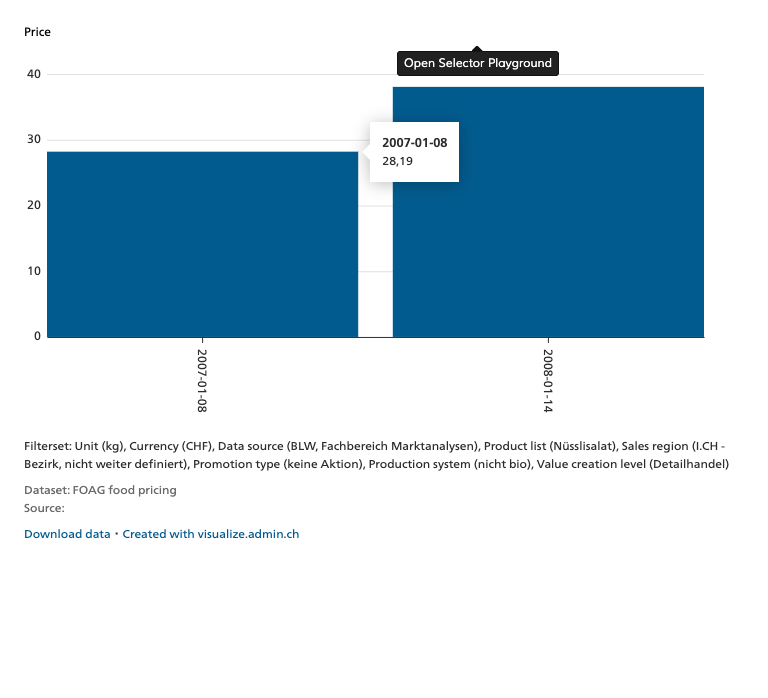 Price
Open Selector Playground
40
30
2007-01-08
28,19
20
10
0
2007-01-08
2008-01-14
Filterset: Unit (kg), Currency (CHF), Data source (BLW, Fachbereich Marktanalysen), Product list (Nüsslisalat), Sales region (I.CH -
Bezirk, nicht weiter definiert), Promotion type (keine Aktion), Production system (nicht bio), Value creation level (Detailhandel)
Dataset: FOAG food pricing
Source:
Download data • Created with visualize.admin.ch